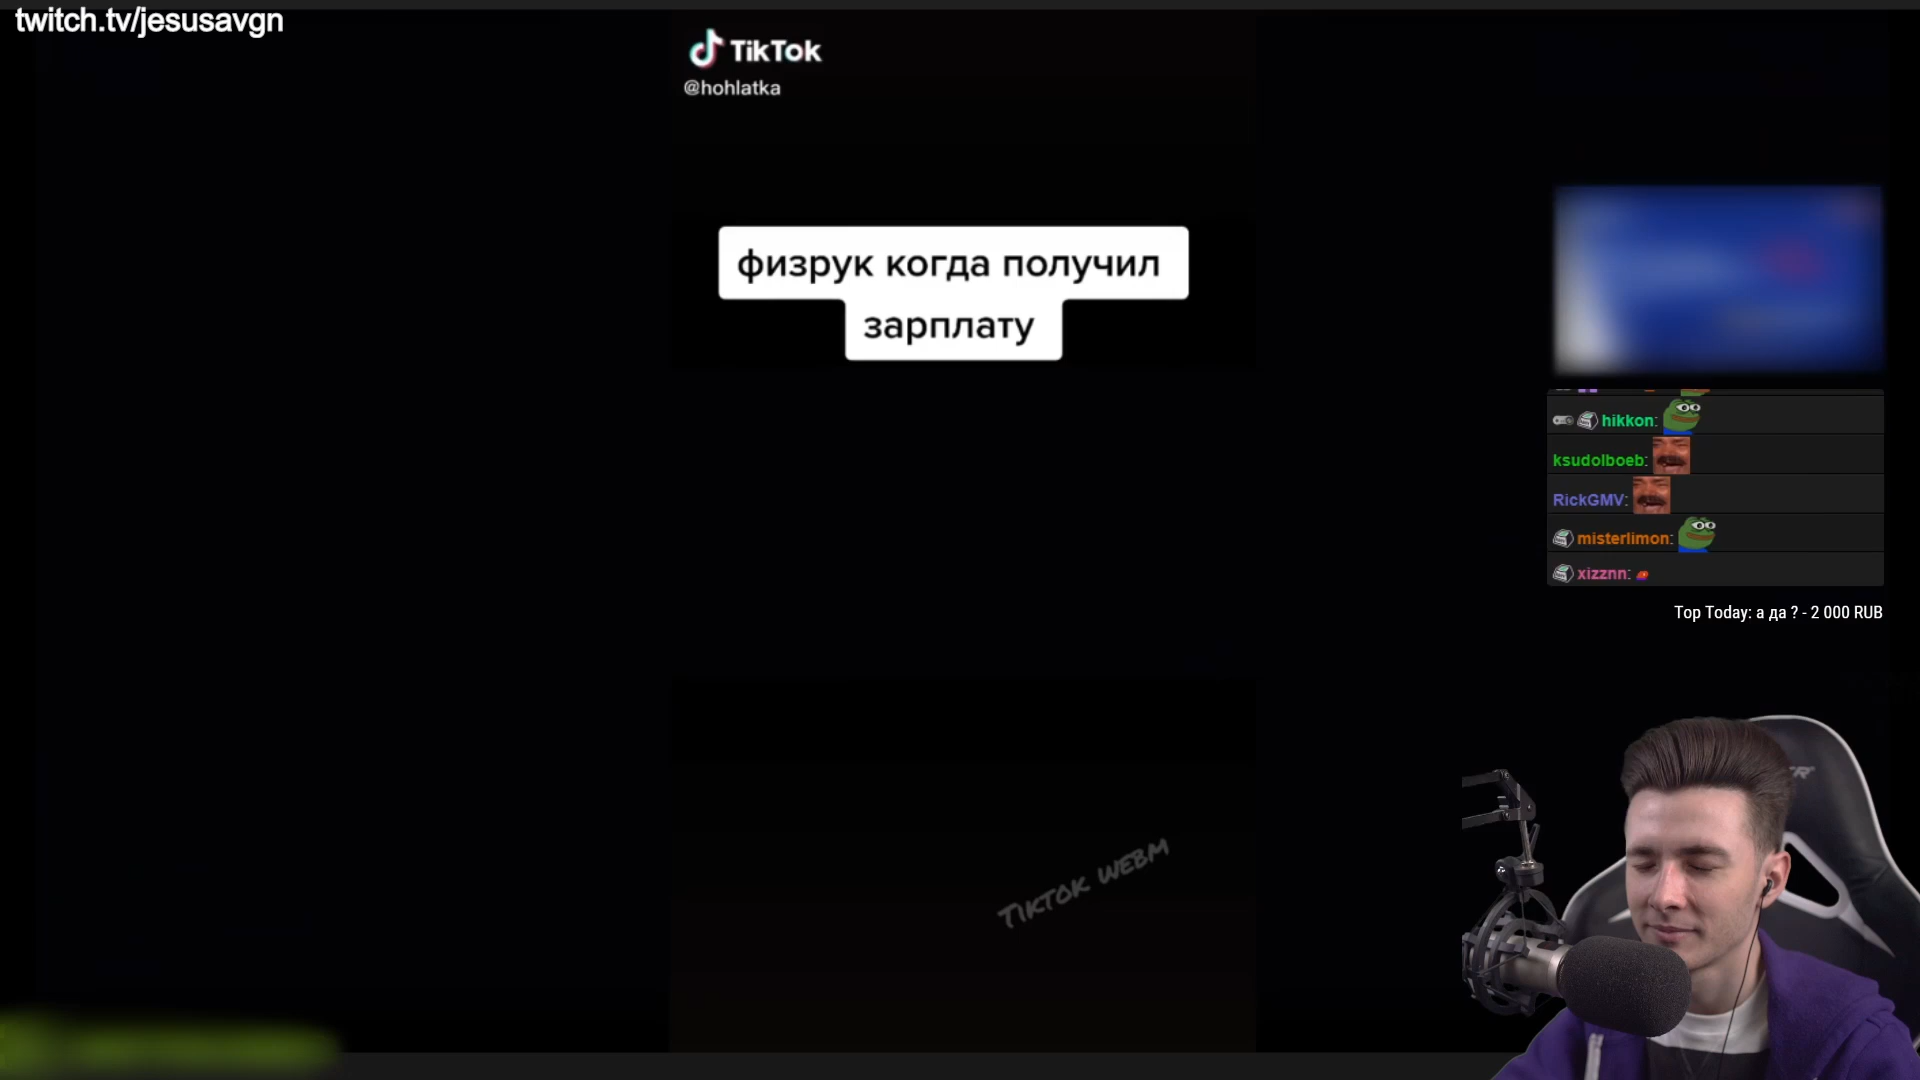 twitch.tv/jesusavgn
TikTok
@hohlatka
физрук когда получил
зарплату
hikkon:
ksudolboeb:
RickGMV:
misterlimon:
xizznn:
Top Today: а да ? - 2 000 RUB
TIKTOK WEBM